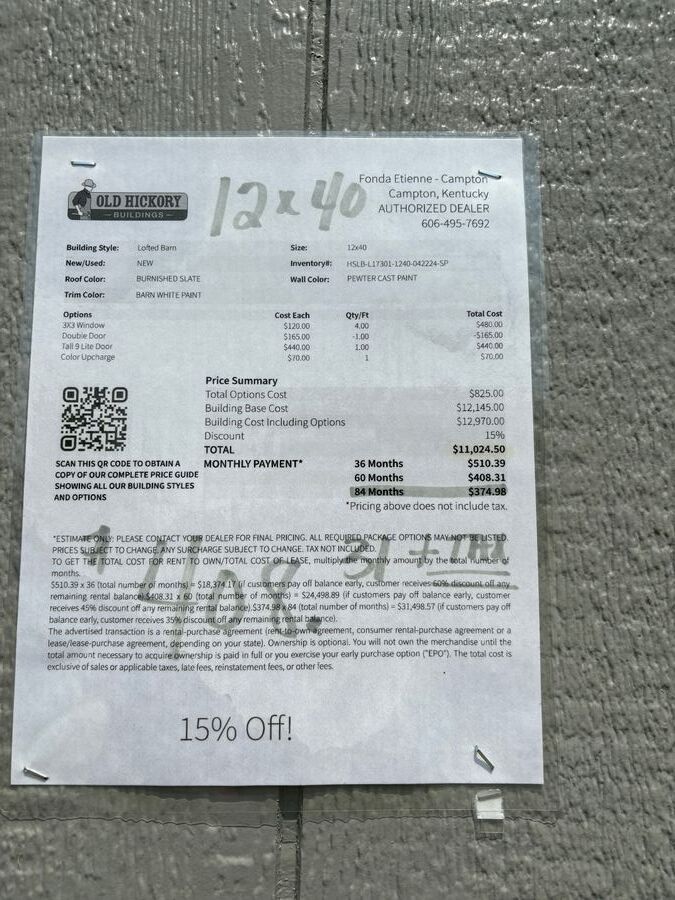 OLD HICKORY
BUILDINGS
12x40
Fonda Etienne - Campton
Campton, Kentucky
AUTHORIZED DEALER
606-495-7692
Building Style: Lofted Barn Size: 12x40
New/Used: NEW Inventory#: HSLB-L17301-1240-042224-SP
Roof Color: BURNISHED SLATE Wall Color: PEWTER CAST PAINT
Trim Color: BARN WHITE PAINT
Options Cost Each Qty/Ft Total Cost
3X3 Window $120.00 4.00 $480.00
Double Door $165.00 -1.00 -$165.00
Tall 9 Lite Door $440.00 1.00 $440.00
Color Upcharge $70.00 1 $70.00
Price Summary
Total Options Cost $825.00
Building Base Cost $12,145.00
Building Cost Including Options $12,970.00
Discount 15%
TOTAL $11,024.50
MONTHLY PAYMENT* 36 Months $510.39
60 Months $408.31
84 Months $374.98
*Pricing above does not include tax.
SCAN THIS QR CODE TO OBTAIN A
COPY OF OUR COMPLETE PRICE GUIDE
SHOWING ALL OUR BUILDING STYLES
AND OPTIONS
*ESTIMATE ONLY: PLEASE CONTACT YOUR DEALER FOR FINAL PRICING. ALL REQUIRED PACKAGE OPTIONS MAY NOT BE LISTED.
PRICES SUBJECT TO CHANGE. ANY SURCHARGE SUBJECT TO CHANGE. TAX NOT INCLUDED.
TO GET THE TOTAL COST OF RENT TO OWN/TOTAL COST OF LEASE, multiply the monthly amount by the total number of
months.
$510.39 x 36 (total number of months) = $18,374.17 (if customers pay off balance early, customer receives 60% discount off any
remaining rental balance).$408.31 x 60 (total number of months) = $24,498.89 (if customers pay off balance early, customer
receives 45% discount off any remaining rental balance).$374.98 x 84 (total number of months) = $31,498.57 (if customers pay off
balance early, customer receives 35% discount off any remaining rental balance).
The advertised transaction is a rental-purchase agreement (rent-to-own agreement, consumer rental-purchase agreement or a
lease/lease-purchase agreement, depending on your state). Ownership is optional. You will not own the merchandise until the
total amount necessary to acquire ownership is paid in full or you exercise your early purchase option ("EPO"). The total cost is
exclusive of sales or applicable taxes, late fees, reinstatement fees, or other fees.
$408. 31 +
15% Off!